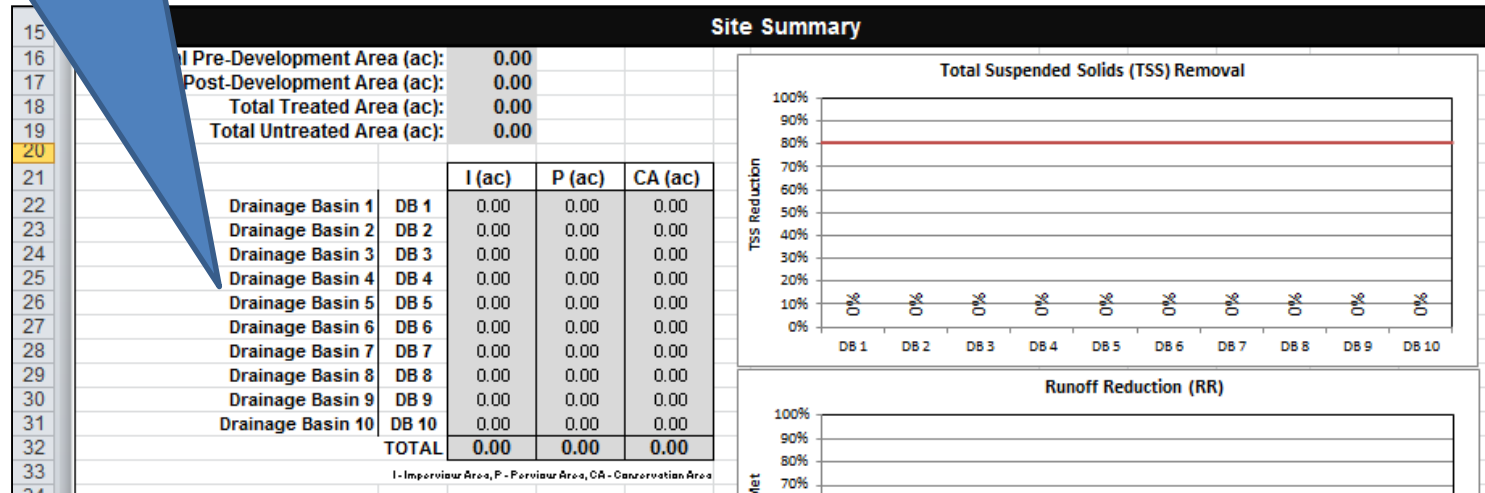 15 Site Summary
16 l Pre-Development Area (ac): 0.00
17 Post-Development Area (ac): 0.00
18 Total Treated Area (ac): 0.00
19 Total Untreated Area (ac): 0.00
20
21 I (ac) P (ac) CA (ac)
22 Drainage Basin 1 DB 1 0.00 0.00 0.00
23 Drainage Basin 2 DB 2 0.00 0.00 0.00
24 Drainage Basin 3 DB 3 0.00 0.00 0.00
25 Drainage Basin 4 DB 4 0.00 0.00 0.00
26 Drainage Basin 5 DB 5 0.00 0.00 0.00
27 Drainage Basin 6 DB 6 0.00 0.00 0.00
28 Drainage Basin 7 DB 7 0.00 0.00 0.00
29 Drainage Basin 8 DB 8 0.00 0.00 0.00
30 Drainage Basin 9 DB 9 0.00 0.00 0.00
31 Drainage Basin 10 DB 10 0.00 0.00 0.00
32 TOTAL 0.00 0.00 0.00
33 I - Impervious Area, P - Pervious Area, CA - Conservation Area
Total Suspended Solids (TSS) Removal
TSS Reduction
100%
90%
80%
70%
60%
50%
40%
30%
20%
10%
0%
0% 0% 0% 0% 0% 0% 0% 0% 0% 0%
DB 1 DB 2 DB 3 DB 4 DB 5 DB 6 DB 7 DB 8 DB 9 DB 10
Runoff Reduction (RR)
100%
90%
80%
70%
Met